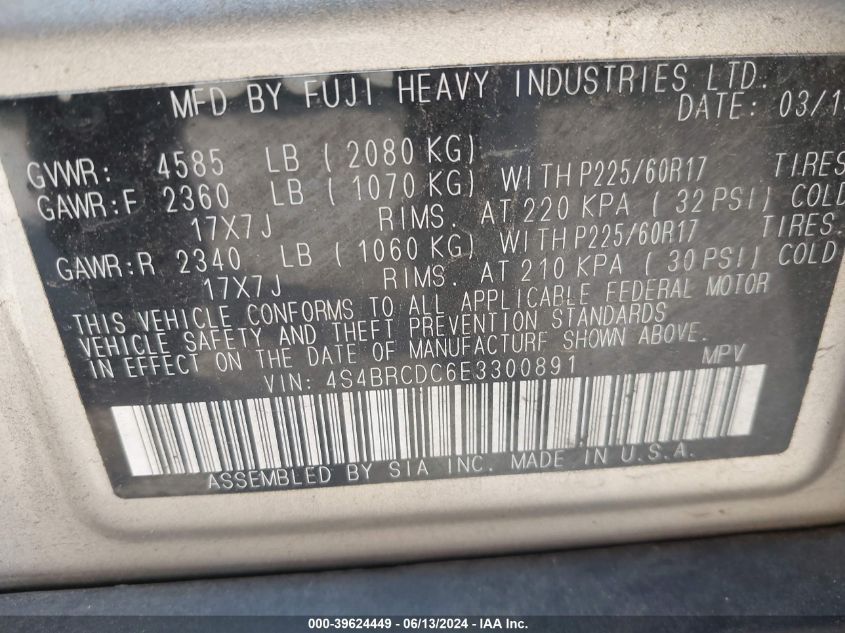 MFD BY FUJI HEAVY INDUSTRIES LTD.
DATE: 03/1
GVWR: 4585 LB ( 2080 KG)
GAWR:F 2360 LB ( 1070 KG) WITH P225/60R17 TIRES
17X7J RIMS. AT 220 KPA ( 32 PSI) COLD
GAWR:R 2340 LB ( 1060 KG) WITH P225/60R17 TIRES.
17X7J RIMS. AT 210 KPA ( 30 PSI) COLD
THIS VEHICLE CONFORMS TO ALL APPLICABLE FEDERAL MOTOR
VEHICLE SAFETY AND THEFT PREVENTION STANDARDS
IN EFFECT ON THE DATE OF MANUFACTURE SHOWN ABOVE.
VIN: 4S4BRCDC6E3300891 MPV
ASSEMBLED BY SIA INC. MADE IN U.S.A.
000-39624449 - 06/13/2024 - IAA Inc.